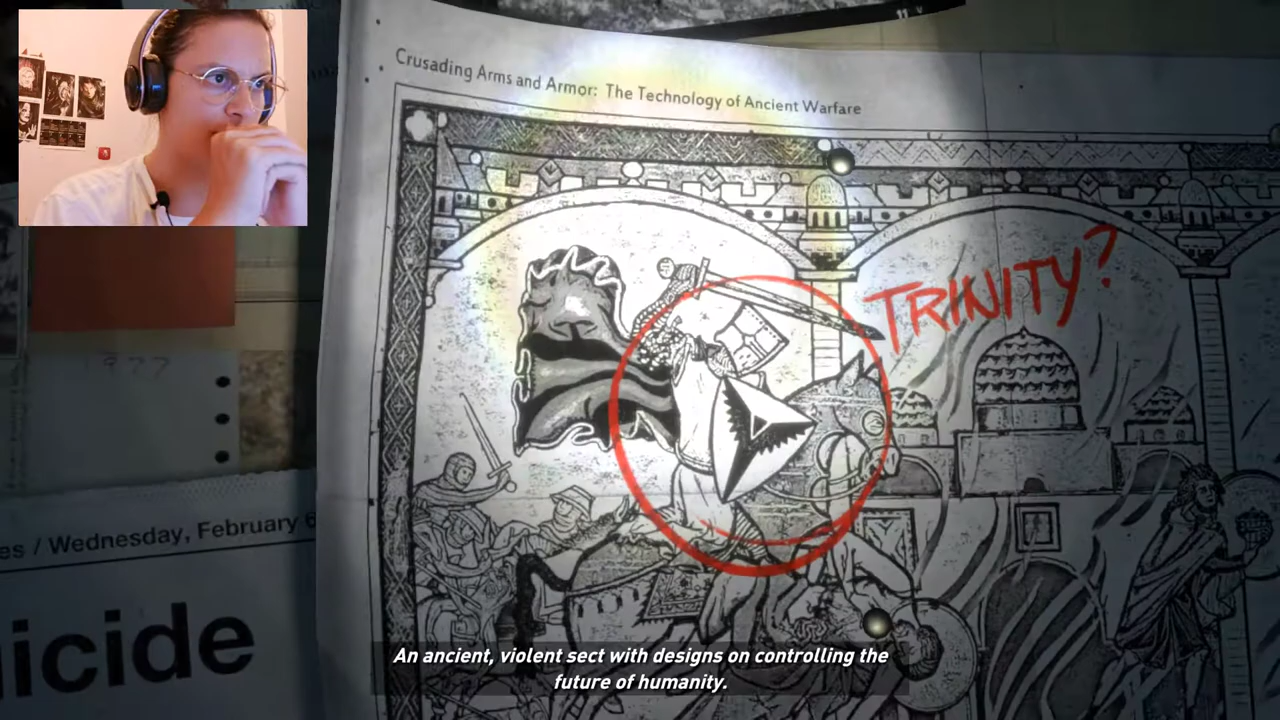 Crusading Arms and Armor: The Technology of Ancient Warfare
TRINITY?
1977
es / Wednesday, February 6
icide
An ancient, violent sect with designs on controlling the
future of humanity.